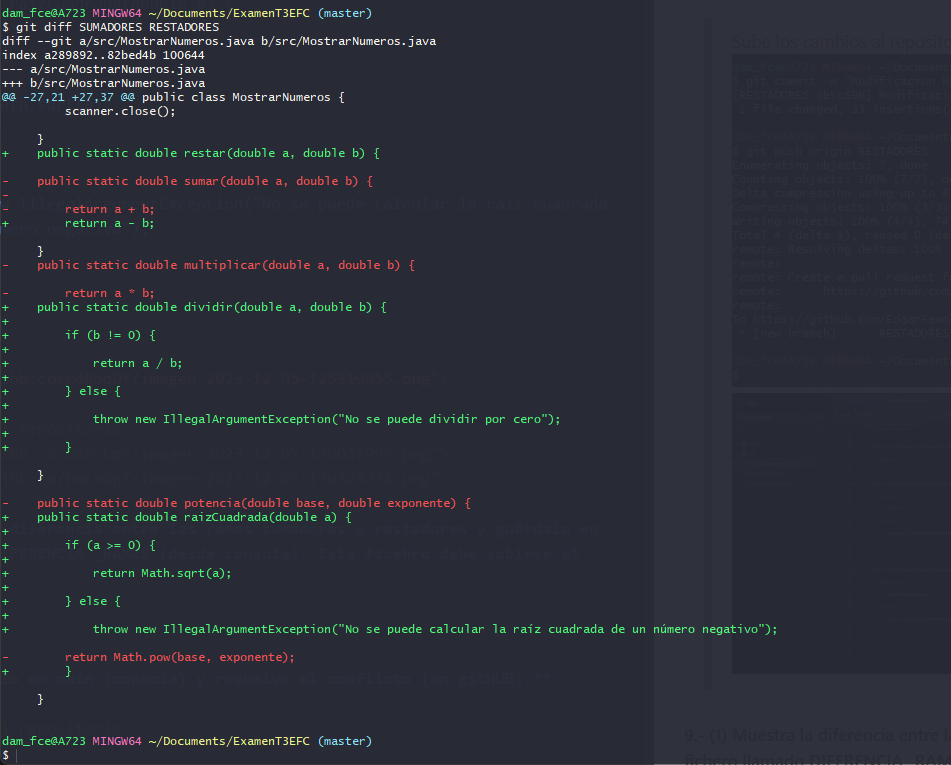 dam_fce@A723 MINGW64 ~/Documents/ExamenT3EFC (master)
$ git diff SUMADORES RESTADORES
diff --git a/src/MostrarNumeros.java b/src/MostrarNumeros.java
index a289892..82bed4b 100644
--- a/src/MostrarNumeros.java
+++ b/src/MostrarNumeros.java
@@ -27,21 +27,37 @@ public class MostrarNumeros {
        scanner.close();
    }
+    public static double restar(double a, double b) {
-    public static double sumar(double a, double b) {
-
-        return a + b;
+        return a - b;
    }
-    public static double multiplicar(double a, double b) {
-        return a * b;
+    public static double dividir(double a, double b) {
+
+        if (b != 0) {
+
+            return a / b;
+
+        } else {
+
+            throw new IllegalArgumentException("No se puede dividir por cero");
+
+        }
    }
-    public static double potencia(double base, double exponente) {
+    public static double raizCuadrada(double a) {
+
+        if (a >= 0) {
+
+            return Math.sqrt(a);
+
+        } else {
+
+            throw new IllegalArgumentException("No se puede calcular la raíz cuadrada de un número negativo");
-        return Math.pow(base, exponente);
+        }
    }
dam_fce@A723 MINGW64 ~/Documents/ExamenT3EFC (master)
$
Sube los cambios al reposito
9.- (1) Muestra la diferencia entre l